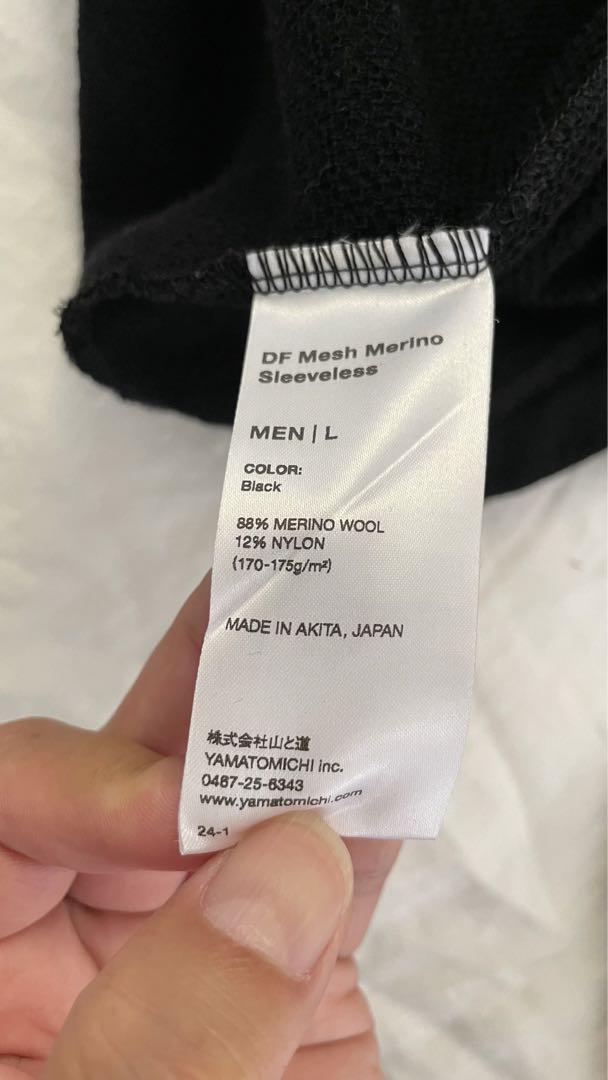 DF Mesh Merino
Sleeveless
MEN | L
COLOR:
Black
88% MERINO WOOL
12% NYLON
(170-175g/m²)
MADE IN AKITA, JAPAN
株式会社山と道
YAMATOMICHI inc.
0467-25-6343
www.yamatomichi.com
24-1